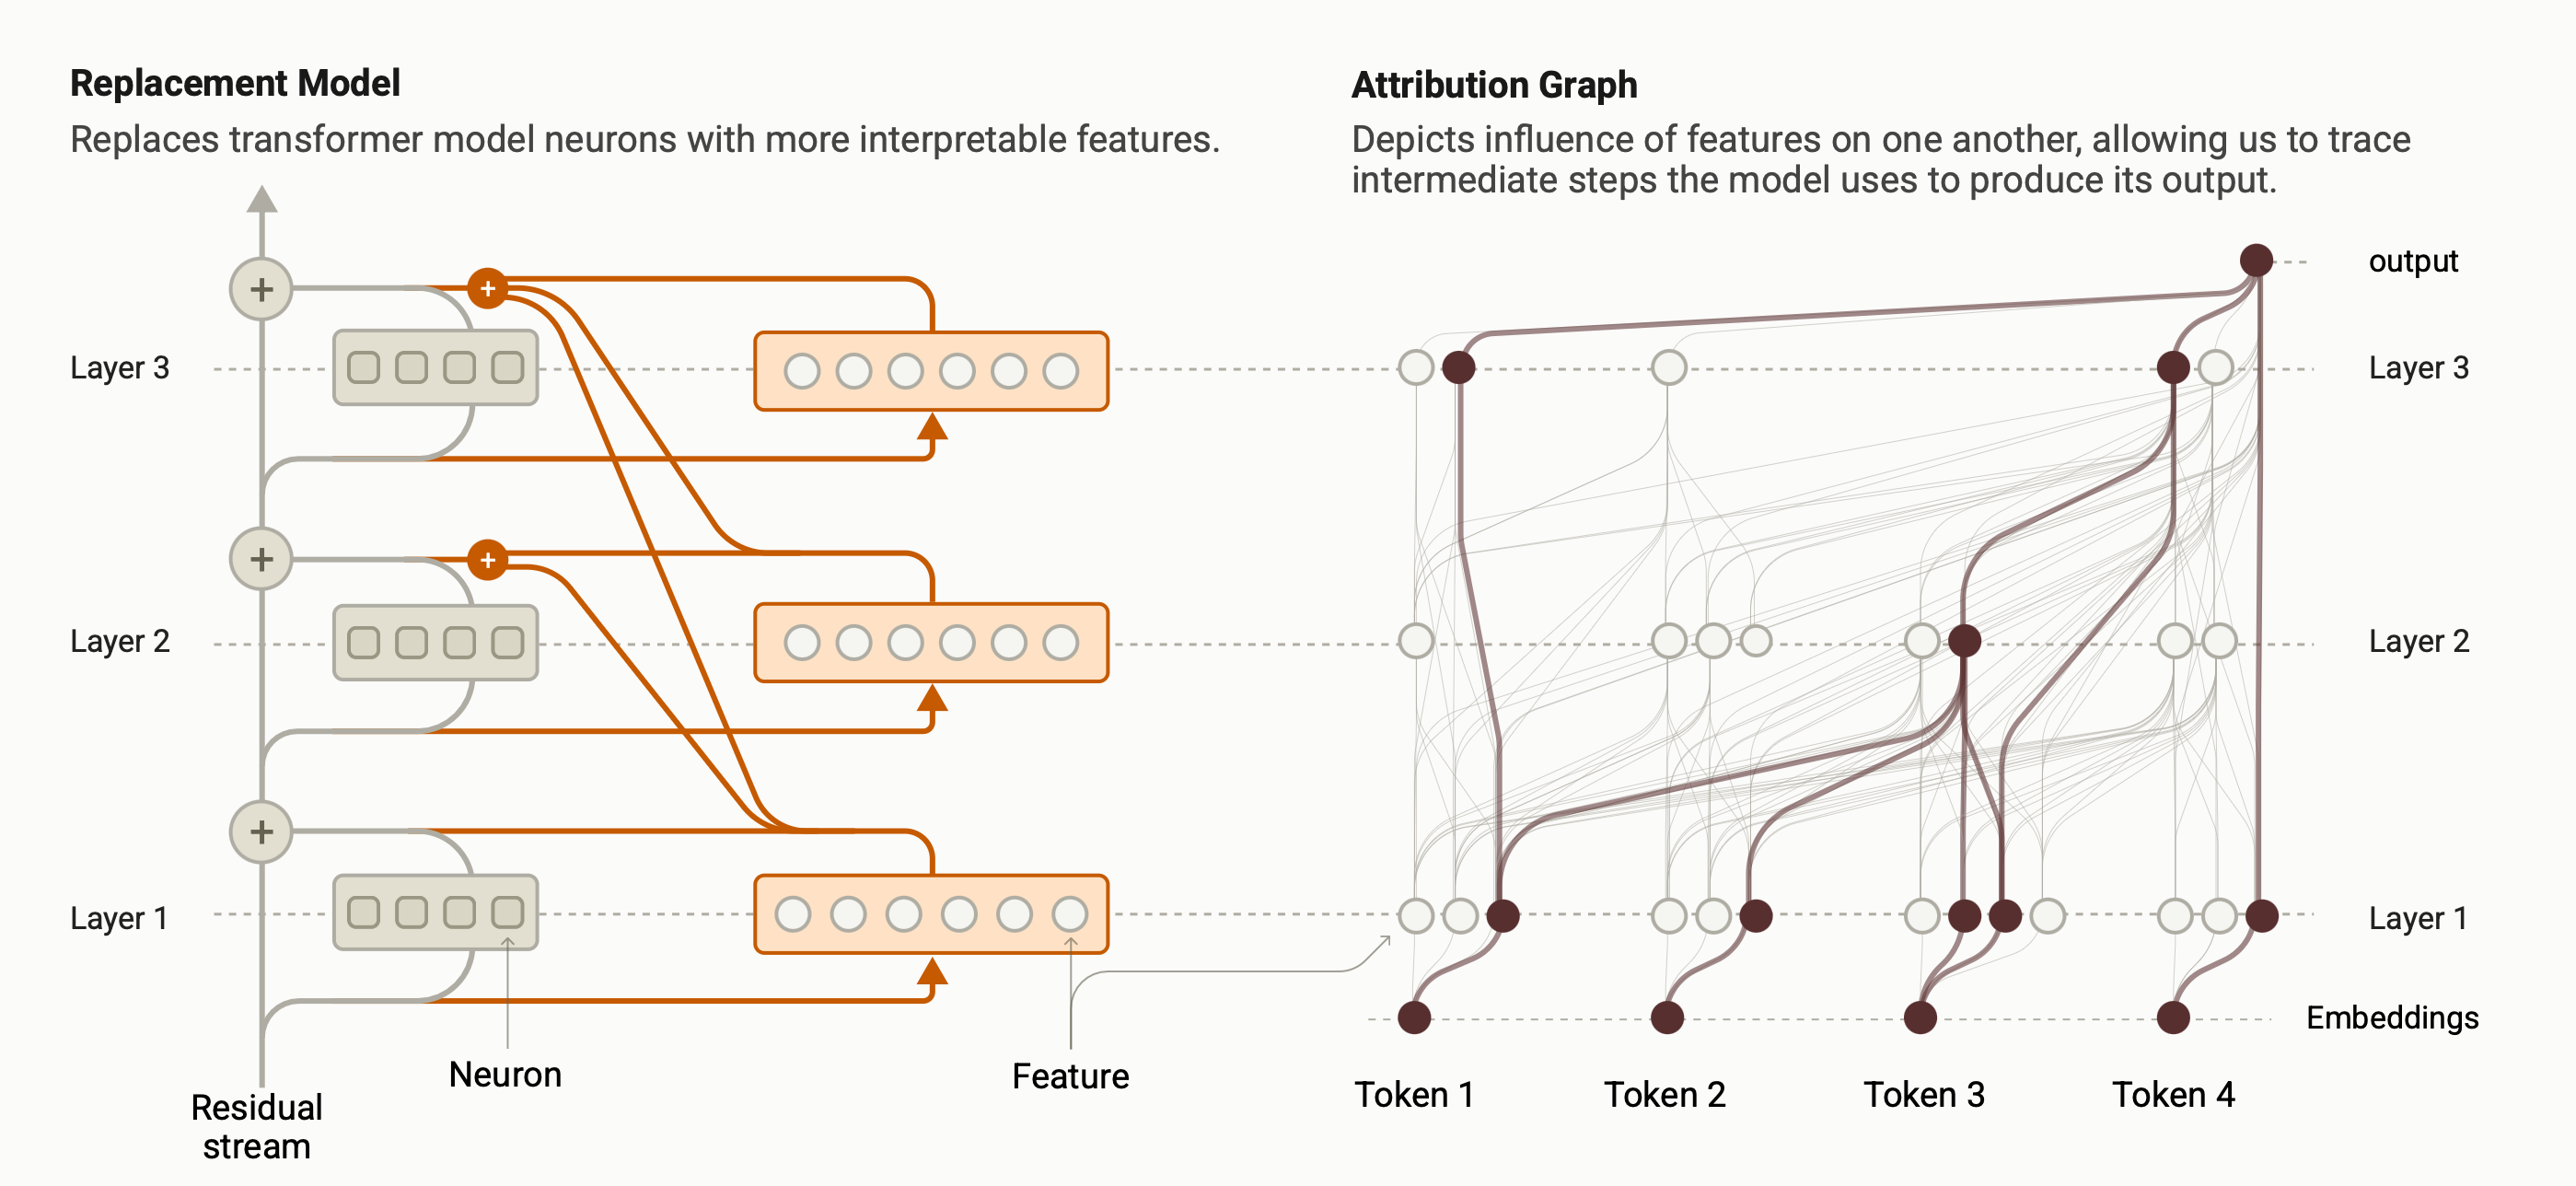 Replacement Model
Replaces transformer model neurons with more interpretable features.
+
Layer 3
+
+
Layer 2
+
+
Layer 1
Neuron
Feature
Residual
stream
Attribution Graph
Depicts influence of features on one another, allowing us to trace
intermediate steps the model uses to produce its output.
output
Layer 3
Layer 2
Layer 1
Embeddings
Token 1
Token 2
Token 3
Token 4